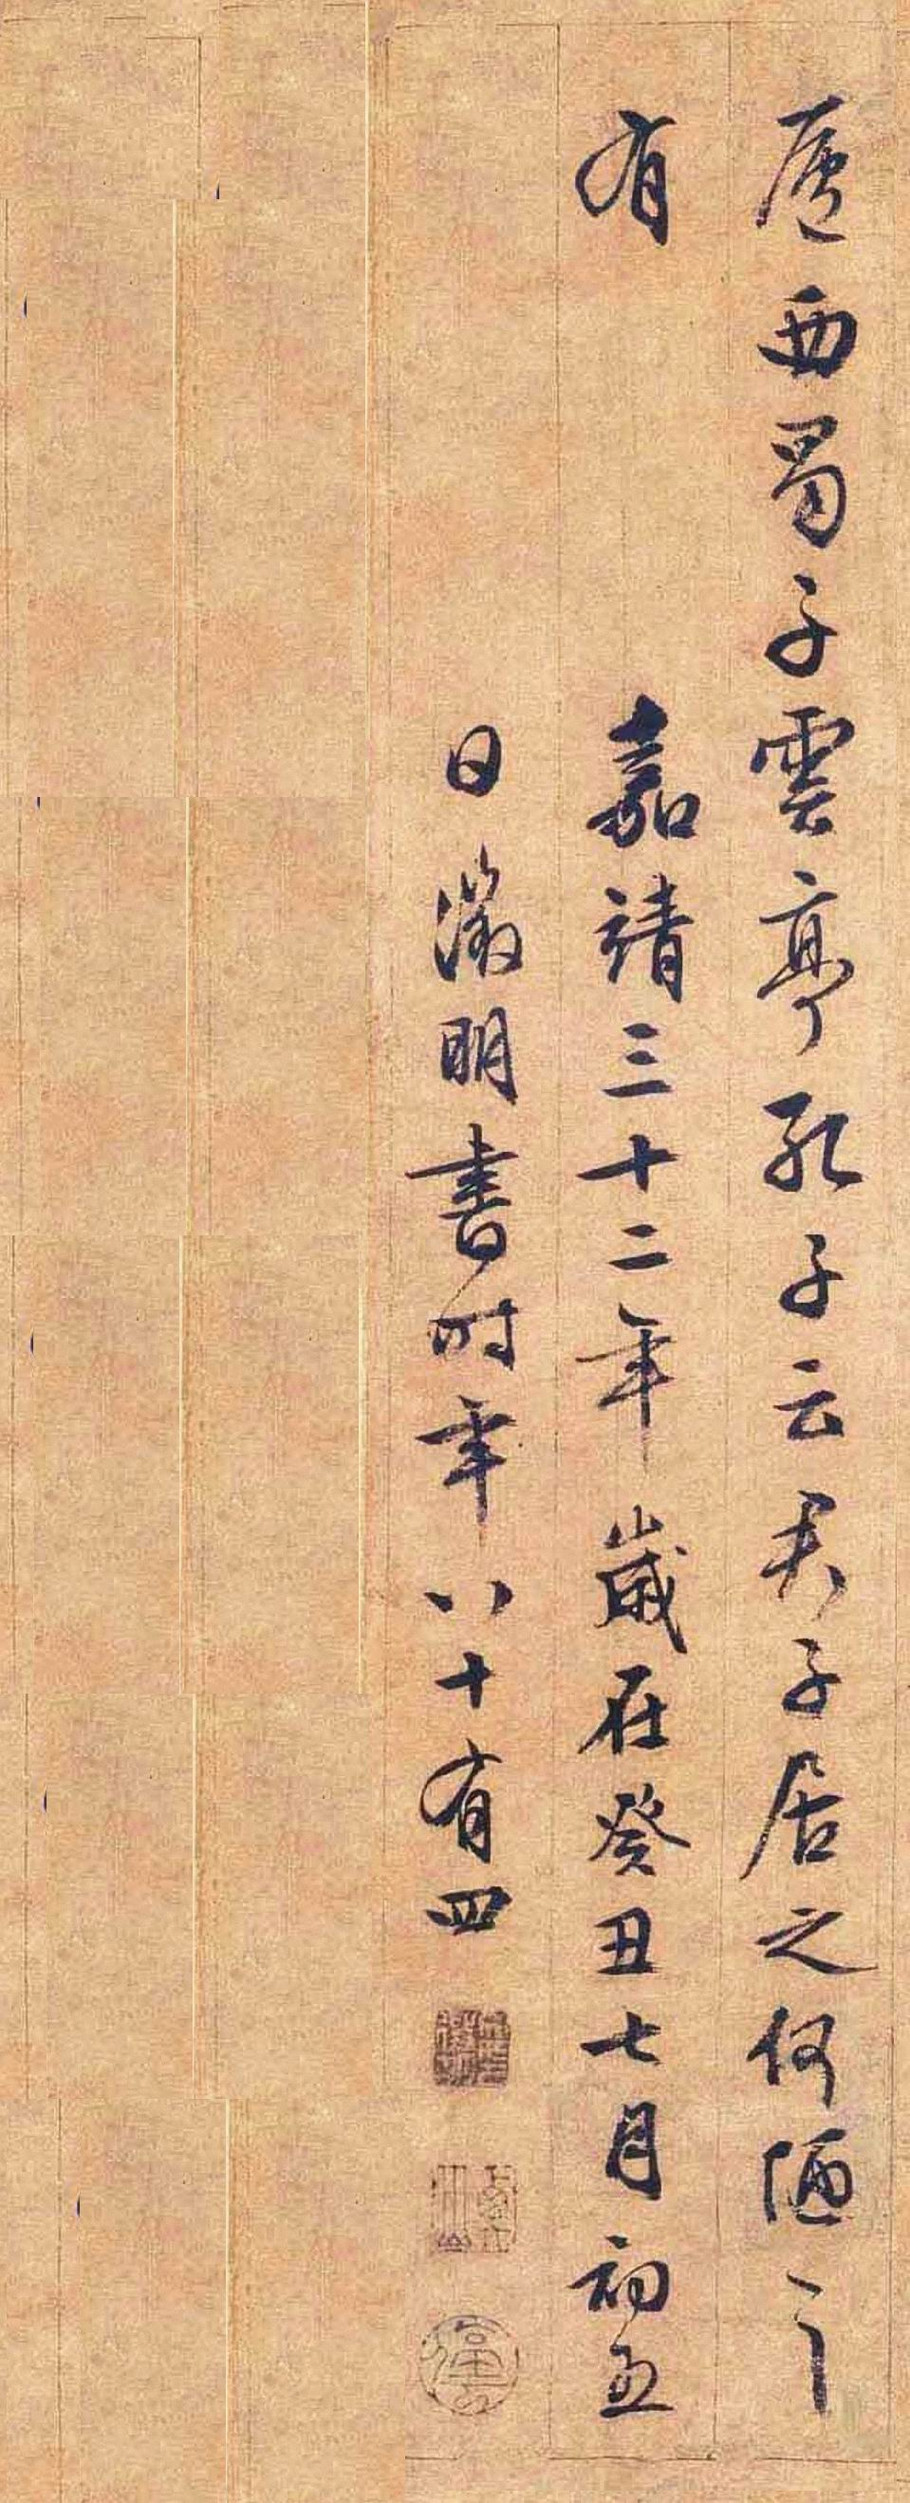 廬西蜀子雲亭孔子云君子居之何陋之
有 嘉靖三十二年歲在癸丑七月初五
日徵明書時年八十有四